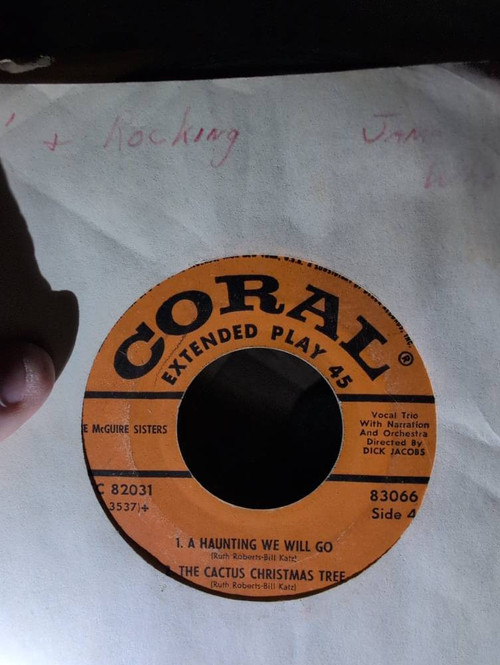 + Rocking
CORAL ®
EXTENDED PLAY 45
E McGUIRE SISTERS
Vocal Trio
With Narration
And Orchestra
Directed By
DICK JACOBS
C 82031
3537)+
83066
Side 4
1. A HAUNTING WE WILL GO
(Ruth Roberts-Bill Katz)
THE CACTUS CHRISTMAS TREE
(Ruth Roberts-Bill Katz)